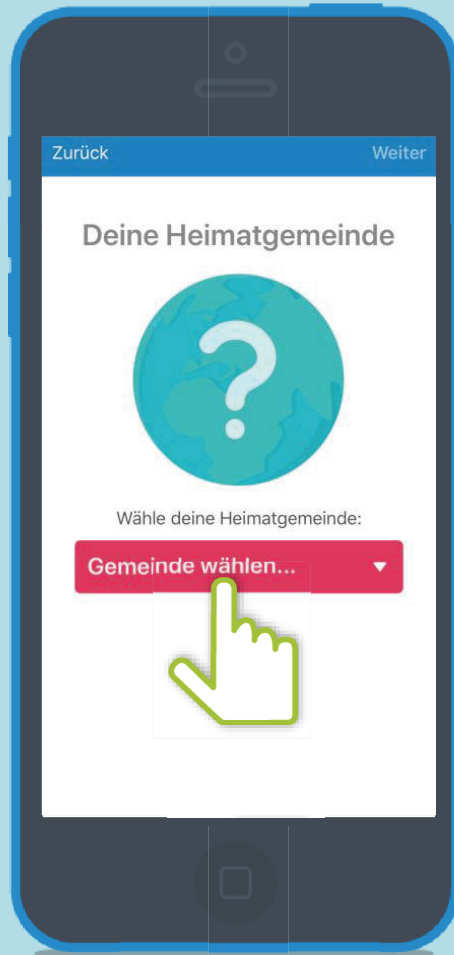 Zurück
Weiter
Deine Heimatgemeinde
?
Wähle deine Heimatgemeinde:
Gemeinde wählen...